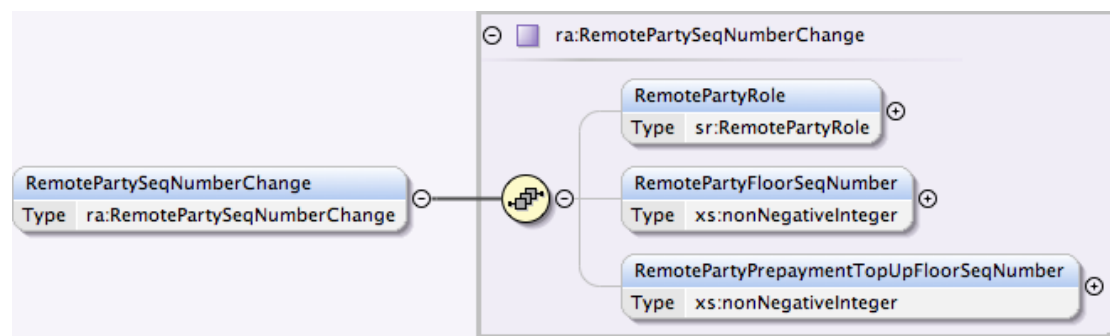 ra:RemotePartySeqNumberChange
RemotePartyRole
Type sr:RemotePartyRole
RemotePartySeqNumberChange
Type ra:RemotePartySeqNumberChange
RemotePartyFloorSeqNumber
Type xs:nonNegativeInteger
RemotePartyPrepaymentTopUpFloorSeqNumber
Type xs:nonNegativeInteger